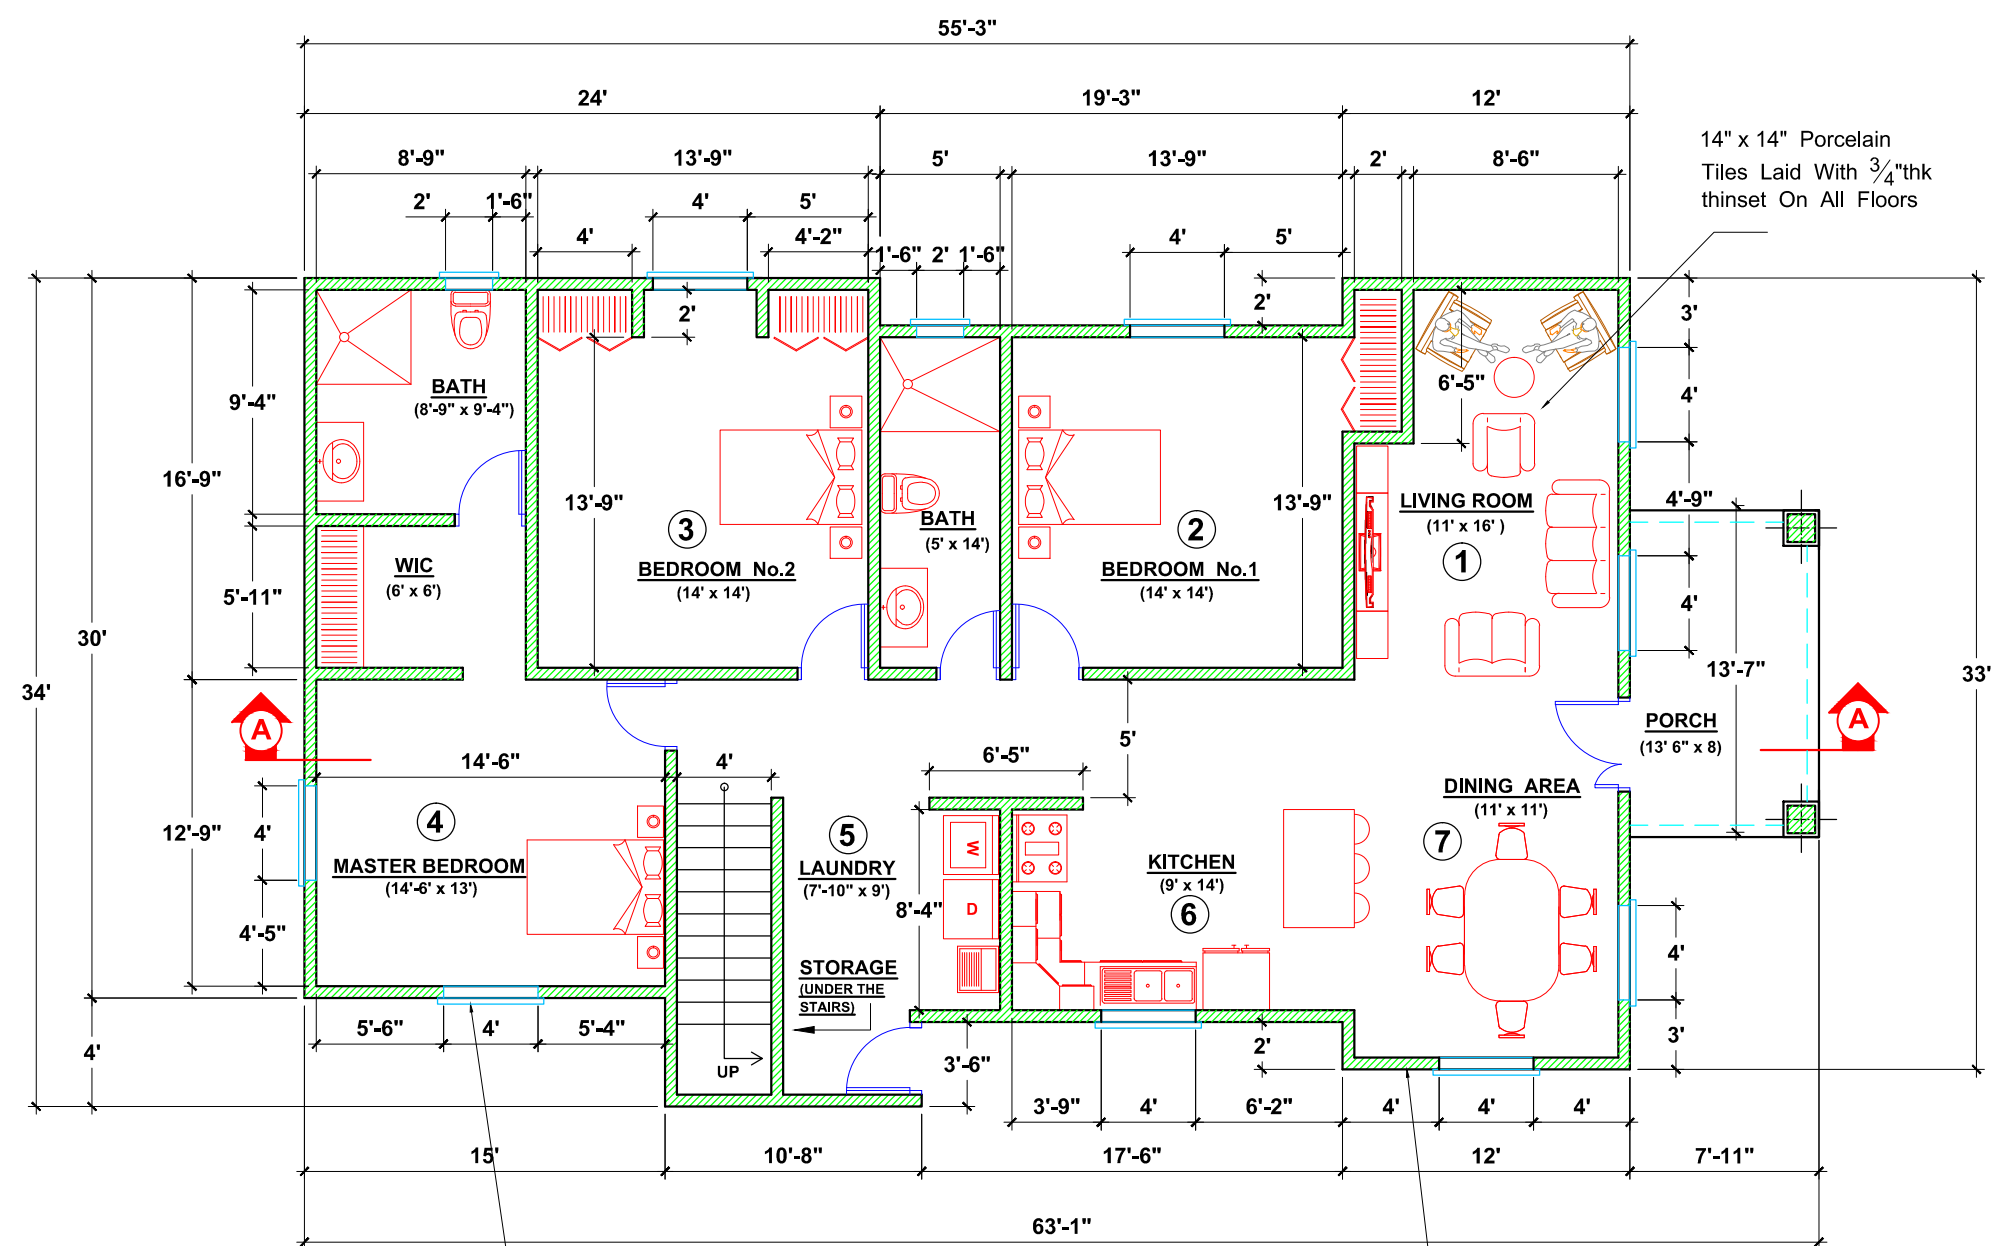 55'-3"
24'
19'-3"
12'
14" x 14" Porcelain
Tiles Laid With 3/4"thk
thinset On All Floors
8'-9"
13'-9"
5'
13'-9"
2'
8'-6"
2'
1'-6"
4'
5'
4'
4'-2"
1'-6"
2'
1'-6"
4'
5'
2'
2'
3'
6'-5"
4'
BATH
(8'-9" x 9'-4")
9'-4"
16'-9"
13'-9"
13'-9"
LIVING ROOM
(11' x 16' )
4'-9"
3
2
1
BATH
(5' x 14')
WIC
(6' x 6')
BEDROOM No.2
(14' x 14')
BEDROOM No.1
(14' x 14')
5'-11"
4'
30'
34'
13'-7"
33'
A
A
PORCH
(13' 6" x 8)
14'-6"
4'
6'-5"
5'
DINING AREA
(11' x 11')
4
5
7
12'-9"
4'
W
MASTER BEDROOM
(14'-6' x 13')
LAUNDRY
(7'-10" x 9')
KITCHEN
(9' x 14')
6
8'-4"
D
4'-5"
4'
STORAGE
(UNDER THE
STAIRS)
5'-6"
4'
5'-4"
4'
UP
3'-6"
2'
3'
3'-9"
4'
6'-2"
4'
4'
4'
15'
10'-8"
17'-6"
12'
7'-11"
63'-1"